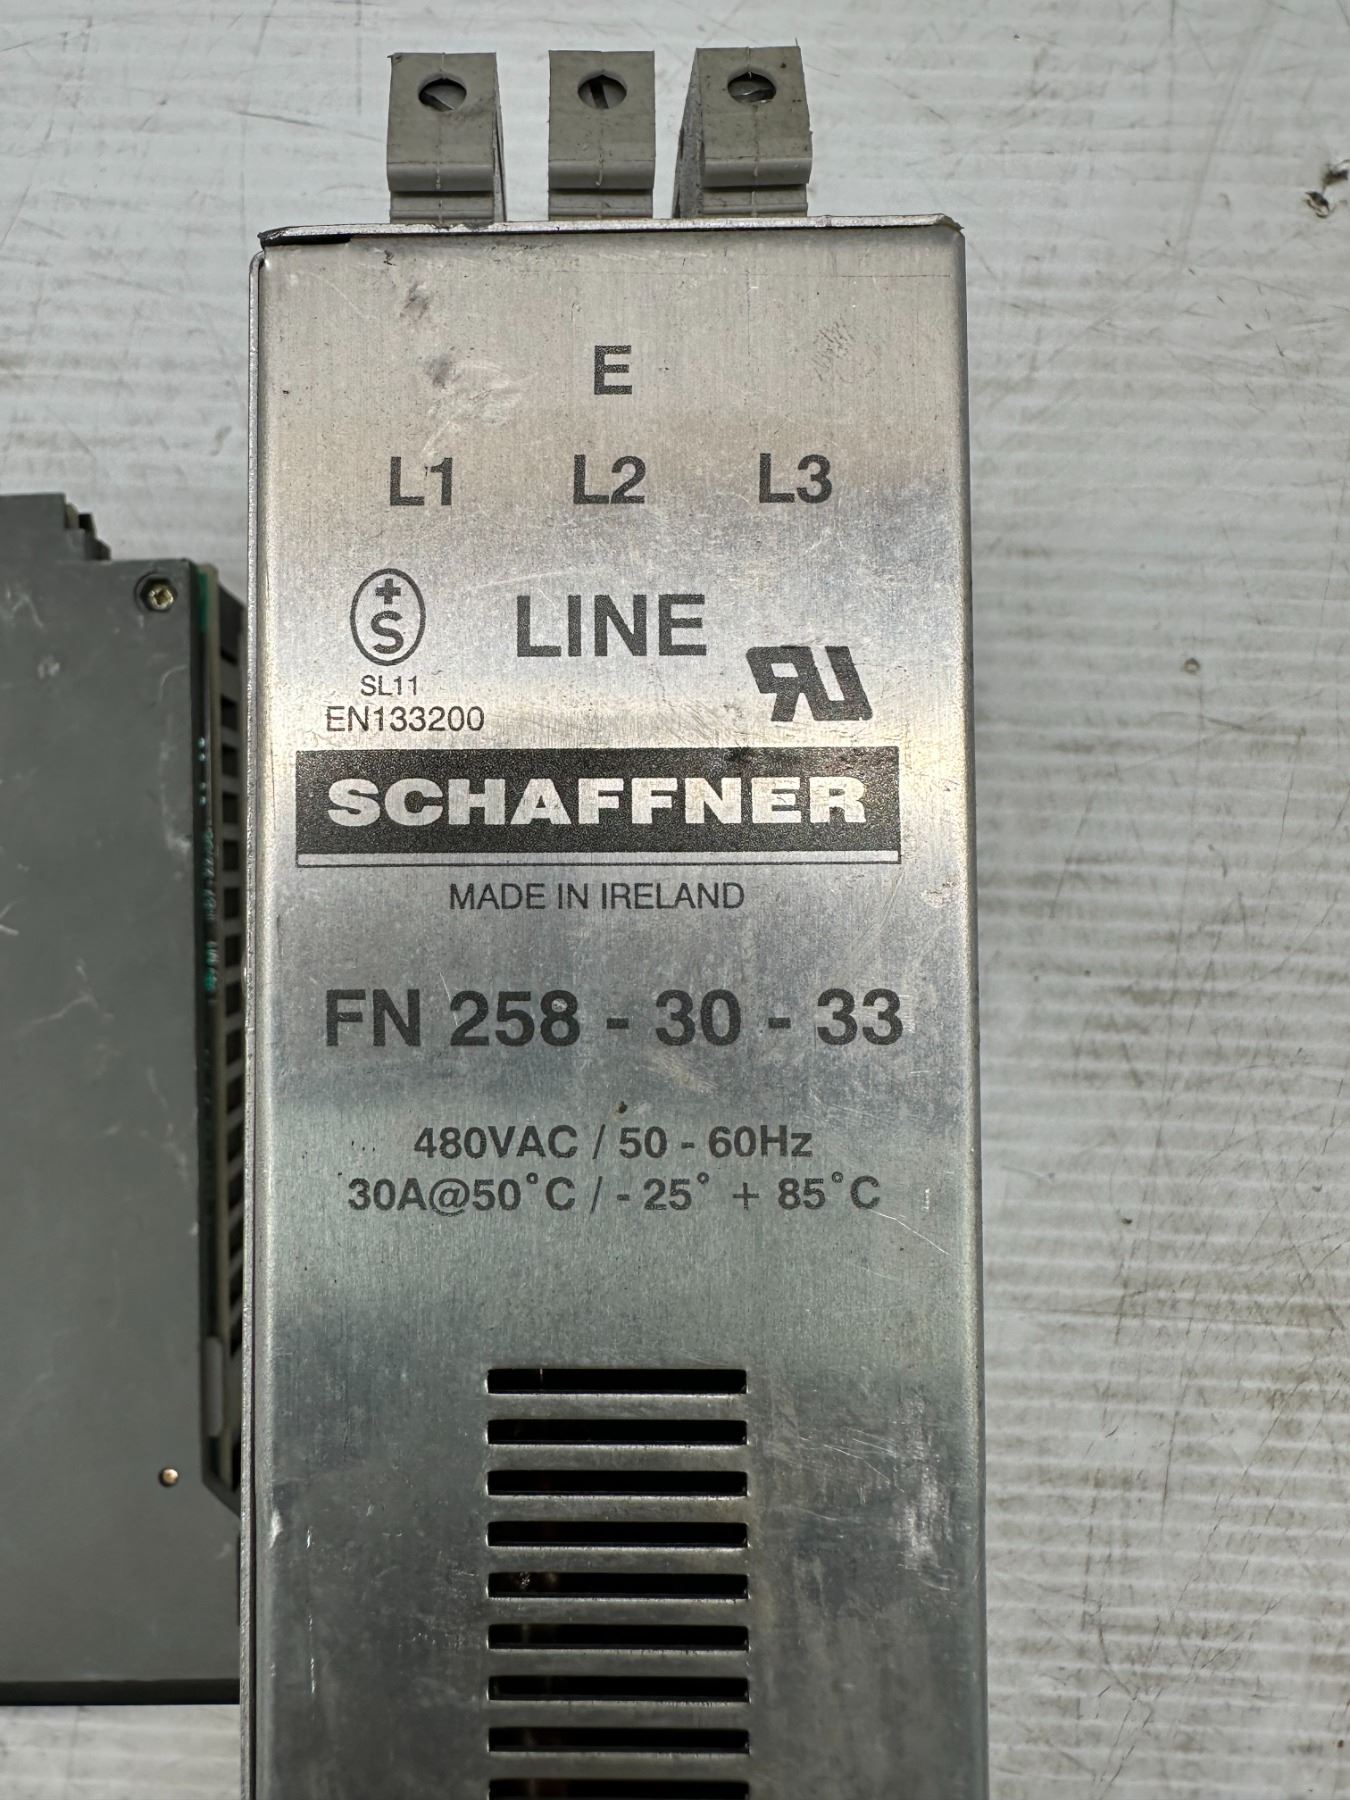 E
L1 L2 L3
+
S
LINE
SL11
EN133200
RU
SCHAFFNER
MADE IN IRELAND
FN 258 - 30 - 33
480VAC / 50 - 60Hz
30A@50°C / - 25° + 85°C